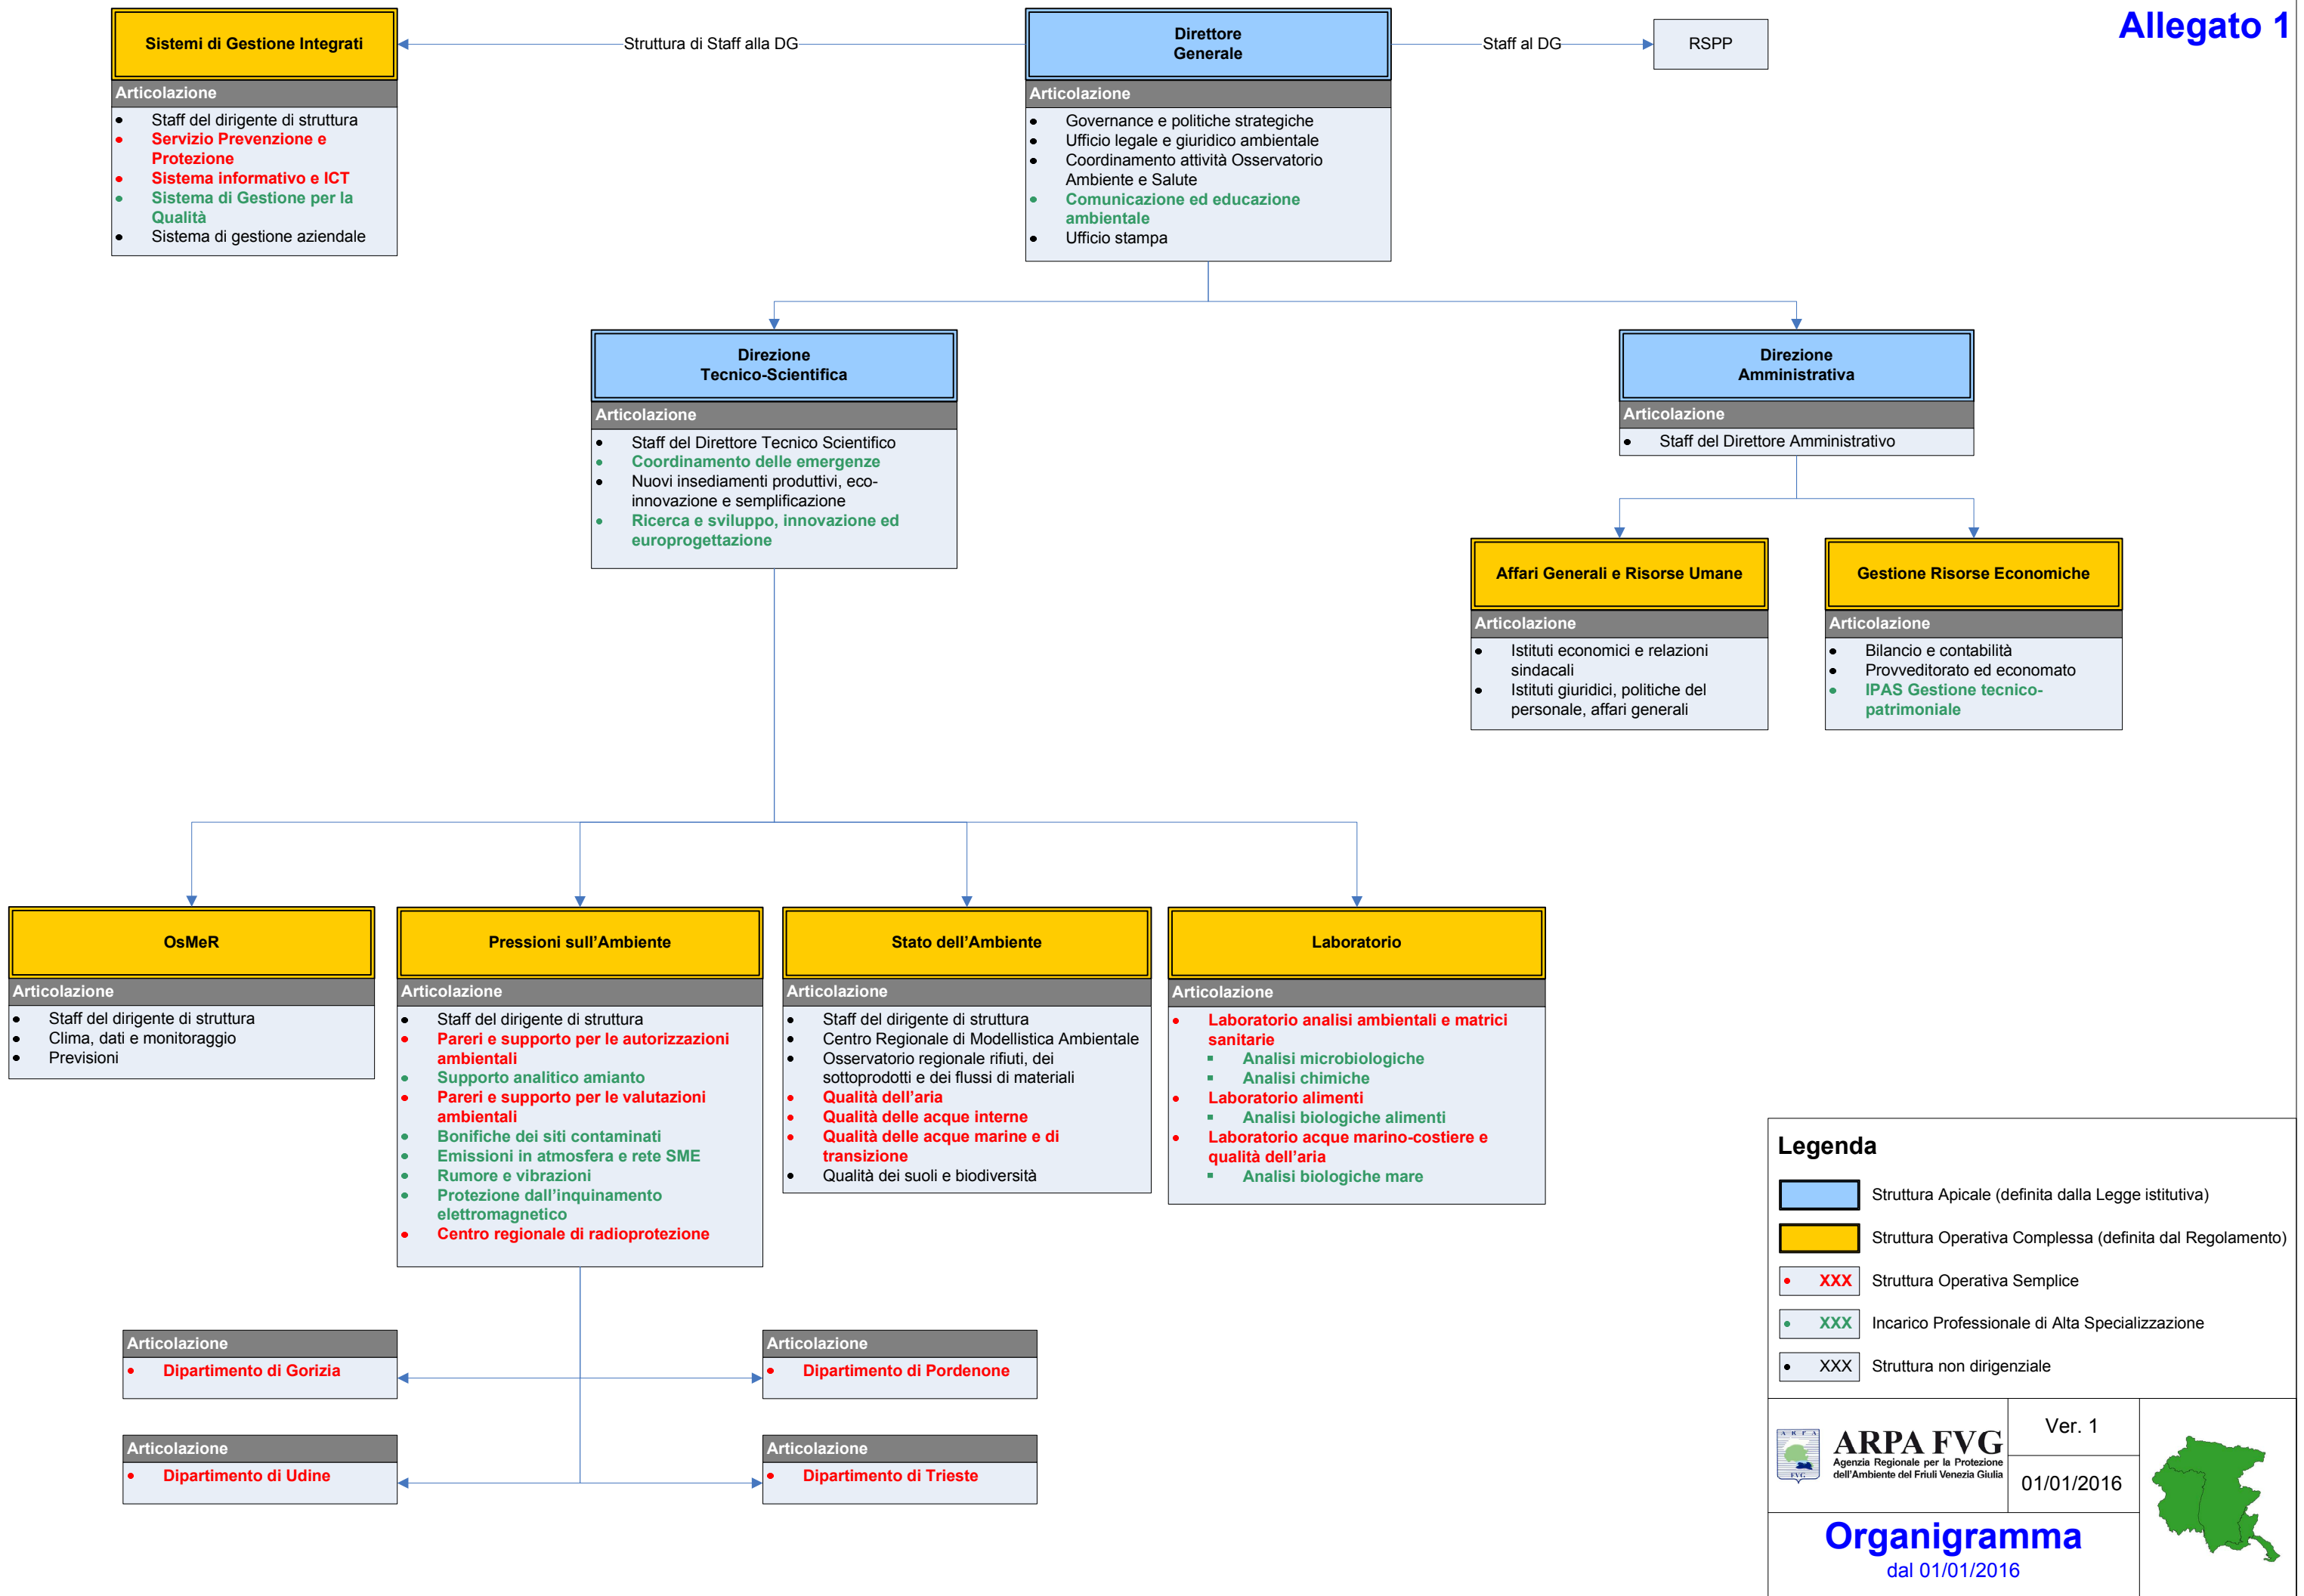 Allegato 1
Sistemi di Gestione Integrati
Struttura di Staff alla DG
Direttore
Generale
Staff al DG
RSPP
Articolazione
Staff del dirigente di struttura
Servizio Prevenzione e
Protezione
Sistema informativo e ICT
Sistema di Gestione per la
Qualità
Sistema di gestione aziendale
Articolazione
Governance e politiche strategiche
Ufficio legale e giuridico ambientale
Coordinamento attività Osservatorio
Ambiente e Salute
Comunicazione ed educazione
ambientale
Ufficio stampa
Direzione
Tecnico-Scientifica
Articolazione
Staff del Direttore Tecnico Scientifico
Coordinamento delle emergenze
Nuovi insediamenti produttivi, eco-
innovazione e semplificazione
Ricerca e sviluppo, innovazione ed
europrogettazione
Direzione
Amministrativa
Articolazione
Staff del Direttore Amministrativo
Affari Generali e Risorse Umane
Articolazione
Istituti economici e relazioni
sindacali
Istituti giuridici, politiche del
personale, affari generali
Gestione Risorse Economiche
Articolazione
Bilancio e contabilità
Provveditorato ed economato
IPAS Gestione tecnico-
patrimoniale
OsMeR
Articolazione
Staff del dirigente di struttura
Clima, dati e monitoraggio
Previsioni
Pressioni sull'Ambiente
Articolazione
Staff del dirigente di struttura
Pareri e supporto per le autorizzazioni
ambientali
Supporto analitico amianto
Pareri e supporto per le valutazioni
ambientali
Bonifiche dei siti contaminati
Emissioni in atmosfera e rete SME
Rumore e vibrazioni
Protezione dall'inquinamento
elettromagnetico
Centro regionale di radioprotezione
Stato dell'Ambiente
Articolazione
Staff del dirigente di struttura
Centro Regionale di Modellistica Ambientale
Osservatorio regionale rifiuti, dei
sottoprodotti e dei flussi di materiali
Qualità dell'aria
Qualità delle acque interne
Qualità delle acque marine e di
transizione
Qualità dei suoli e biodiversità
Laboratorio
Articolazione
Laboratorio analisi ambientali e matrici
sanitarie
Analisi microbiologiche
Analisi chimiche
Laboratorio alimenti
Analisi biologiche alimenti
Laboratorio acque marino-costiere e
qualità dell'aria
Analisi biologiche mare
Articolazione
Dipartimento di Gorizia
Articolazione
Dipartimento di Pordenone
Articolazione
Dipartimento di Udine
Articolazione
Dipartimento di Trieste
Legenda
Struttura Apicale (definita dalla Legge istitutiva)
Struttura Operativa Complessa (definita dal Regolamento)
XXX Struttura Operativa Semplice
XXX Incarico Professionale di Alta Specializzazione
XXX Struttura non dirigenziale
ARPA
FVG
ARPA FVG
Agenzia Regionale per la Protezione
dell'Ambiente del Friuli Venezia Giulia
Ver. 1
01/01/2016
Organigramma
dal 01/01/2016